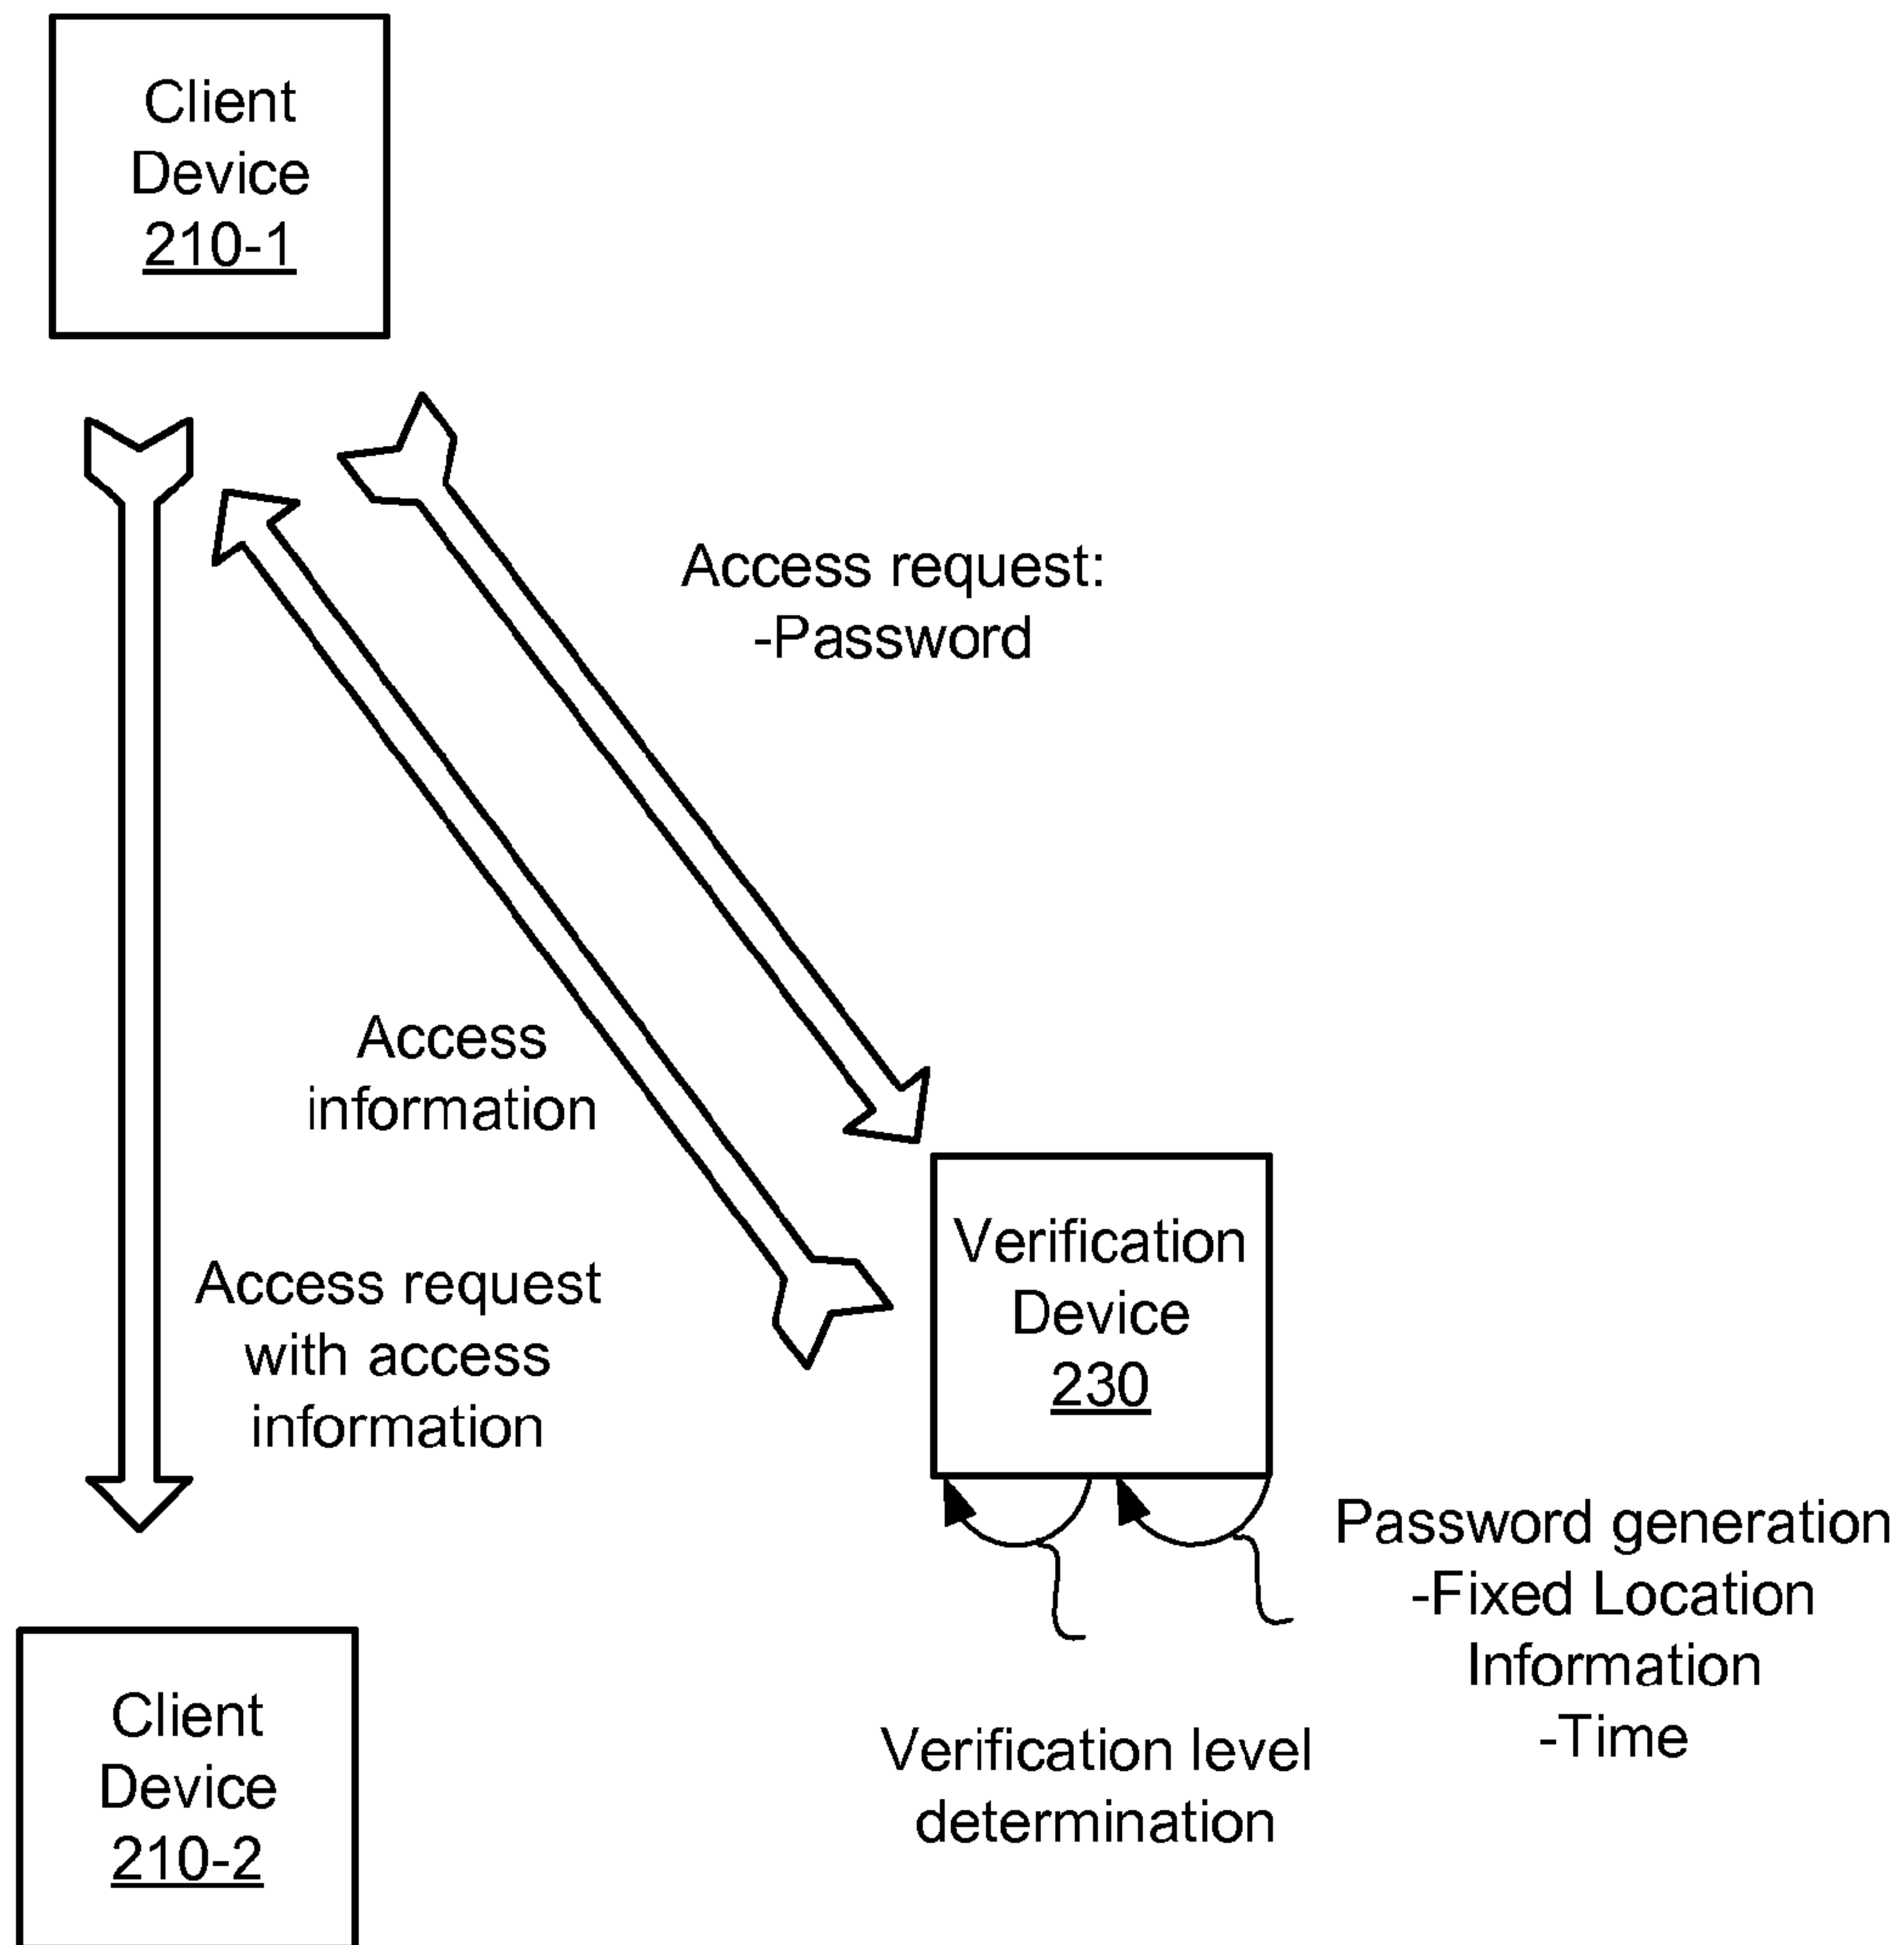 Client
Device
210-1
Access request:
-Password
Access
information
Access request
with access
information
Verification
Device
230
Password generation
-Fixed Location
Information
-Time
Verification level
determination
Client
Device
210-2